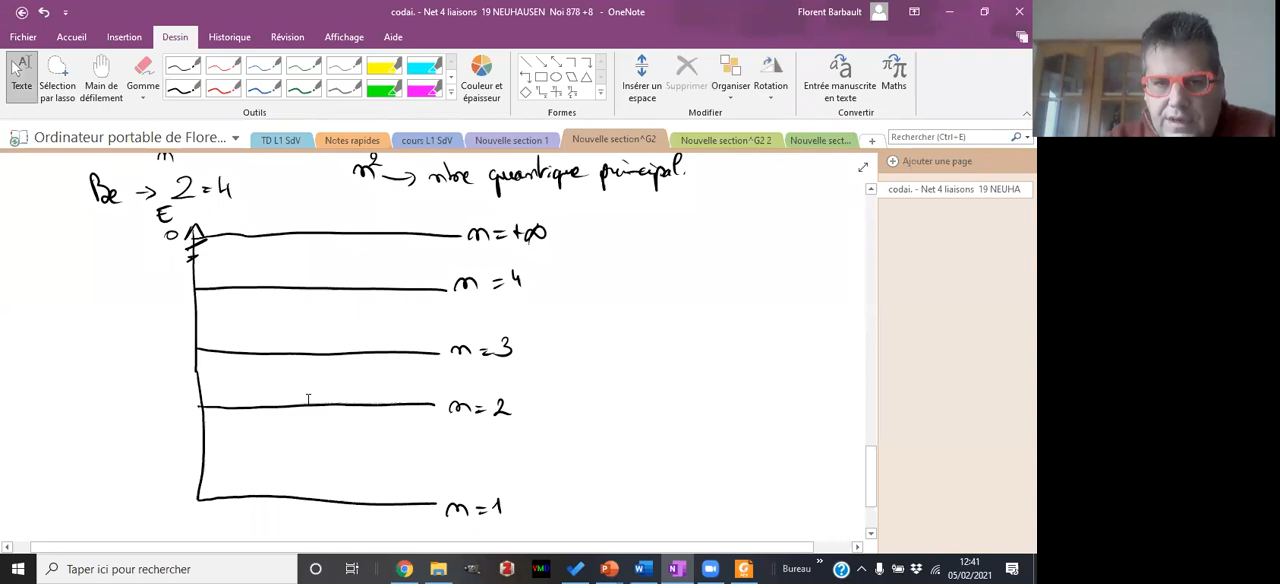 codai. - Net 4 liaisons 19 NEUHAUSEN Noi 878 +8 - OneNote
Florent Barbault
Fichier Accueil Insertion Dessin Historique Révision Affichage Aide
Texte
Sélection par lasso
Main de défilement
Gomme
Couleur et épaisseur
Insérer un espace
Supprimer
Organiser
Rotation
Entrée manuscrite en texte
Maths
Outils Formes Modifier Convertir
Ordinateur portable de Flore...
TD L1 SdV
Notes rapides
cours L1 SdV
Nouvelle section 1
Nouvelle section^G2
Nouvelle section^G2 2
Nouvelle sect...
Rechercher (Ctrl+E)
Ajouter une page
codai. - Net 4 liaisons 19 NEUHA
n² → nbre quantique principal.
Be → 2 = 4
E
0
n = +∞
n = 4
n = 3
n = 2
n = 1
Taper ici pour rechercher
Bureau
12:41
05/02/2021